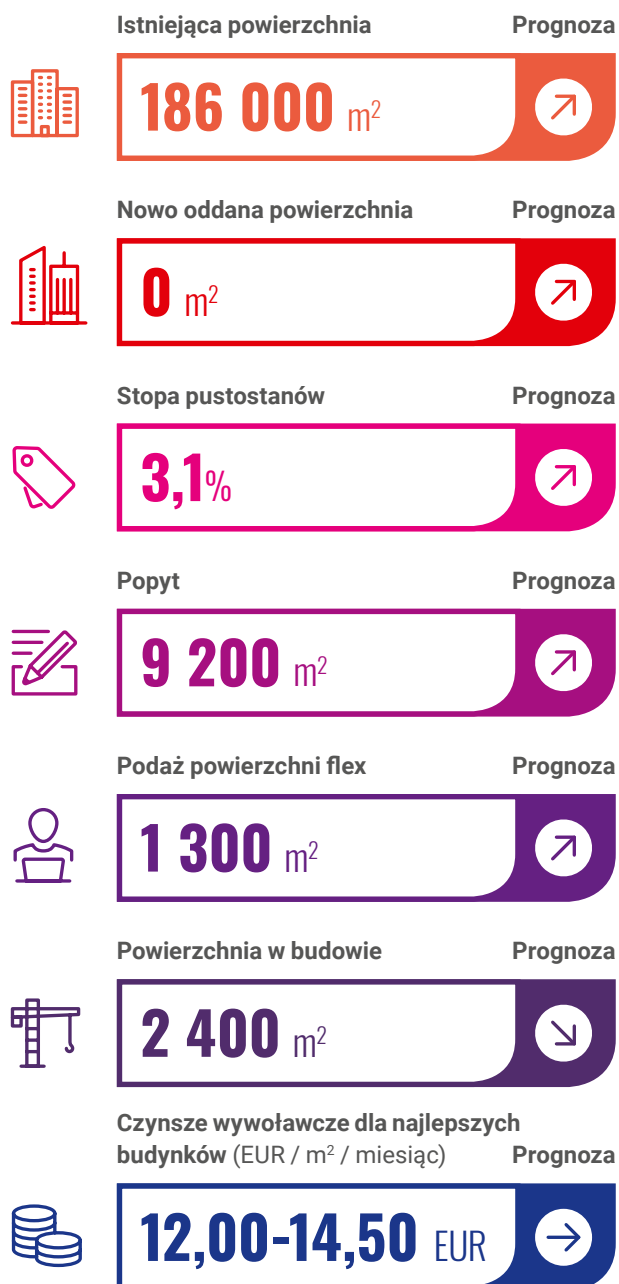 Istniejąca powierzchnia Prognoza
186 000 m²
Nowo oddana powierzchnia Prognoza
0 m²
Stopa pustostanów Prognoza
3,1%
Popyt Prognoza
9 200 m²
Podaż powierzchni flex Prognoza
1 300 m²
Powierzchnia w budowie Prognoza
2 400 m²
Czynsze wywoławcze dla najlepszych
budynków (EUR / m² / miesiąc) Prognoza
12,00-14,50 EUR